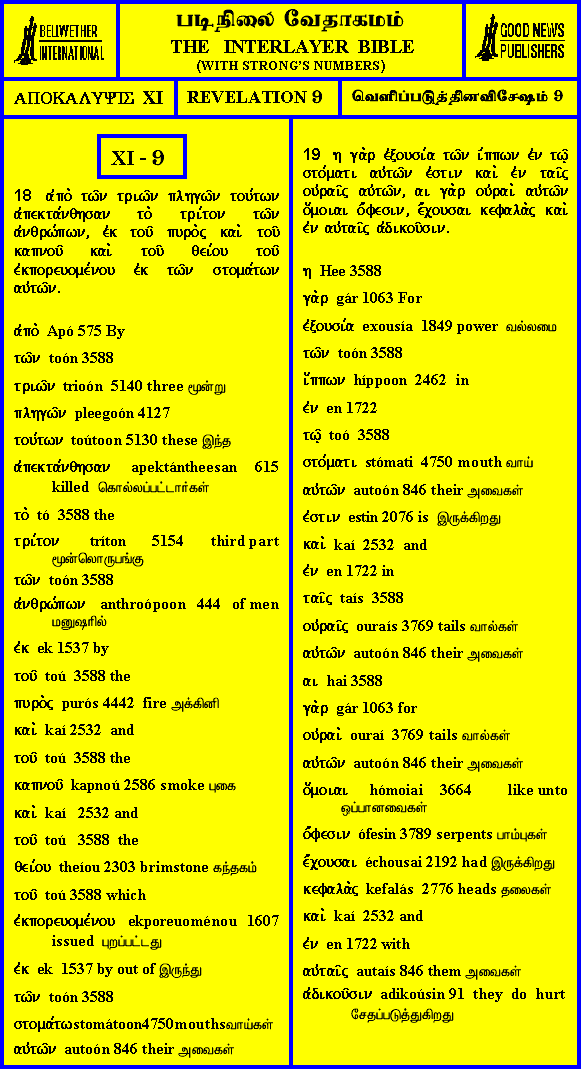 BELLWETHER
INTERNATIONAL
படிநிலை வேதாகமம்
THE INTERLAYER BIBLE
(WITH STRONG'S NUMBERS)
GOOD NEWS
PUBLISHERS
ΑΠΟΚΑΛΥΨΙΣ XI
REVELATION 9
வெளிப்படுத்தினவிசேஷம் 9
XI - 9
18 ἀπὸ τῶν τριῶν πληγῶν τούτων
ἀπεκτάνθησαν τὸ τρίτον τῶν
ἀνθρώπων, ἐκ τοῦ πυρὸς καὶ τοῦ
καπνοῦ καὶ τοῦ θείου τοῦ
ἐκπορευομένου ἐκ τῶν στομάτων
αὐτῶν.
ἀπὸ Apó 575 By
τῶν toón 3588
τριῶν trioón 5140 three மூன்று
πληγῶν pleegoón 4127
τούτων toútoon 5130 these இந்த
ἀπεκτάνθησαν apektántheesan 615
killed கொல்லப்பட்டார்கள்
τὸ tó 3588 the
τρίτον tríton 5154 third part
மூன்லொருபங்கு
τῶν toón 3588
ἀνθρώπων anthroópoon 444 of men
மனுஷரில்
ἐκ ek 1537 by
τοῦ toú 3588 the
πυρὸς purós 4442 fire அக்கினி
καὶ kaí 2532 and
τοῦ toú 3588 the
καπνοῦ kapnoú 2586 smoke புகை
καὶ kaí 2532 and
τοῦ toú 3588 the
θείου theíou 2303 brimstone கந்தகம்
τοῦ toú 3588 which
ἐκπορευομένου ekporeuoménou 1607
issued புறப்பட்டது
ἐκ ek 1537 by out of இருந்து
τῶν toón 3588
στομάτω stomátoon 4750 mouths வாய்கள்
αὐτῶν autoón 846 their அவைகள்
19 η γὰρ ἐξουσία τῶν ἵππων ἐν τῷ
στόματι αὐτῶν ἐστιν καὶ ἐν ταῖς
οὐραῖς αὐτῶν, αι γὰρ οὐραὶ αὐτῶν
ὅμοιαι ὄφεσιν, ἔχουσαι κεφαλὰς καὶ
ἐν αὐταῖς ἀδικοῦσιν.
η Hee 3588
γὰρ gár 1063 For
ἐξουσία exousía 1849 power வல்லமை
τῶν toón 3588
ἵππων híppoon 2462 in
ἐν en 1722
τῷ toó 3588
στόματι stómati 4750 mouth வாய்
αὐτῶν autoón 846 their அவைகள்
ἐστιν estin 2076 is இருக்கிறது
καὶ kaí 2532 and
ἐν en 1722 in
ταῖς taís 3588
οὐραῖς ouraís 3769 tails வால்கள்
αὐτῶν autoón 846 their அவைகள்
αι hai 3588
γὰρ gár 1063 for
οὐραὶ ouraí 3769 tails வால்கள்
αὐτῶν autoón 846 their அவைகள்
ὅμοιαι hómoiai 3664 like unto
ஒப்பானவைகள்
ὄφεσιν ófesin 3789 serpents பாம்புகள்
ἔχουσαι échousai 2192 had இருக்கிறது
κεφαλὰς kefalás 2776 heads தலைகள்
καὶ kaí 2532 and
ἐν en 1722 with
αὐταῖς autaís 846 them அவைகள்
ἀδικοῦσιν adikoúsin 91 they do hurt
சேதப்படுத்துகிறது